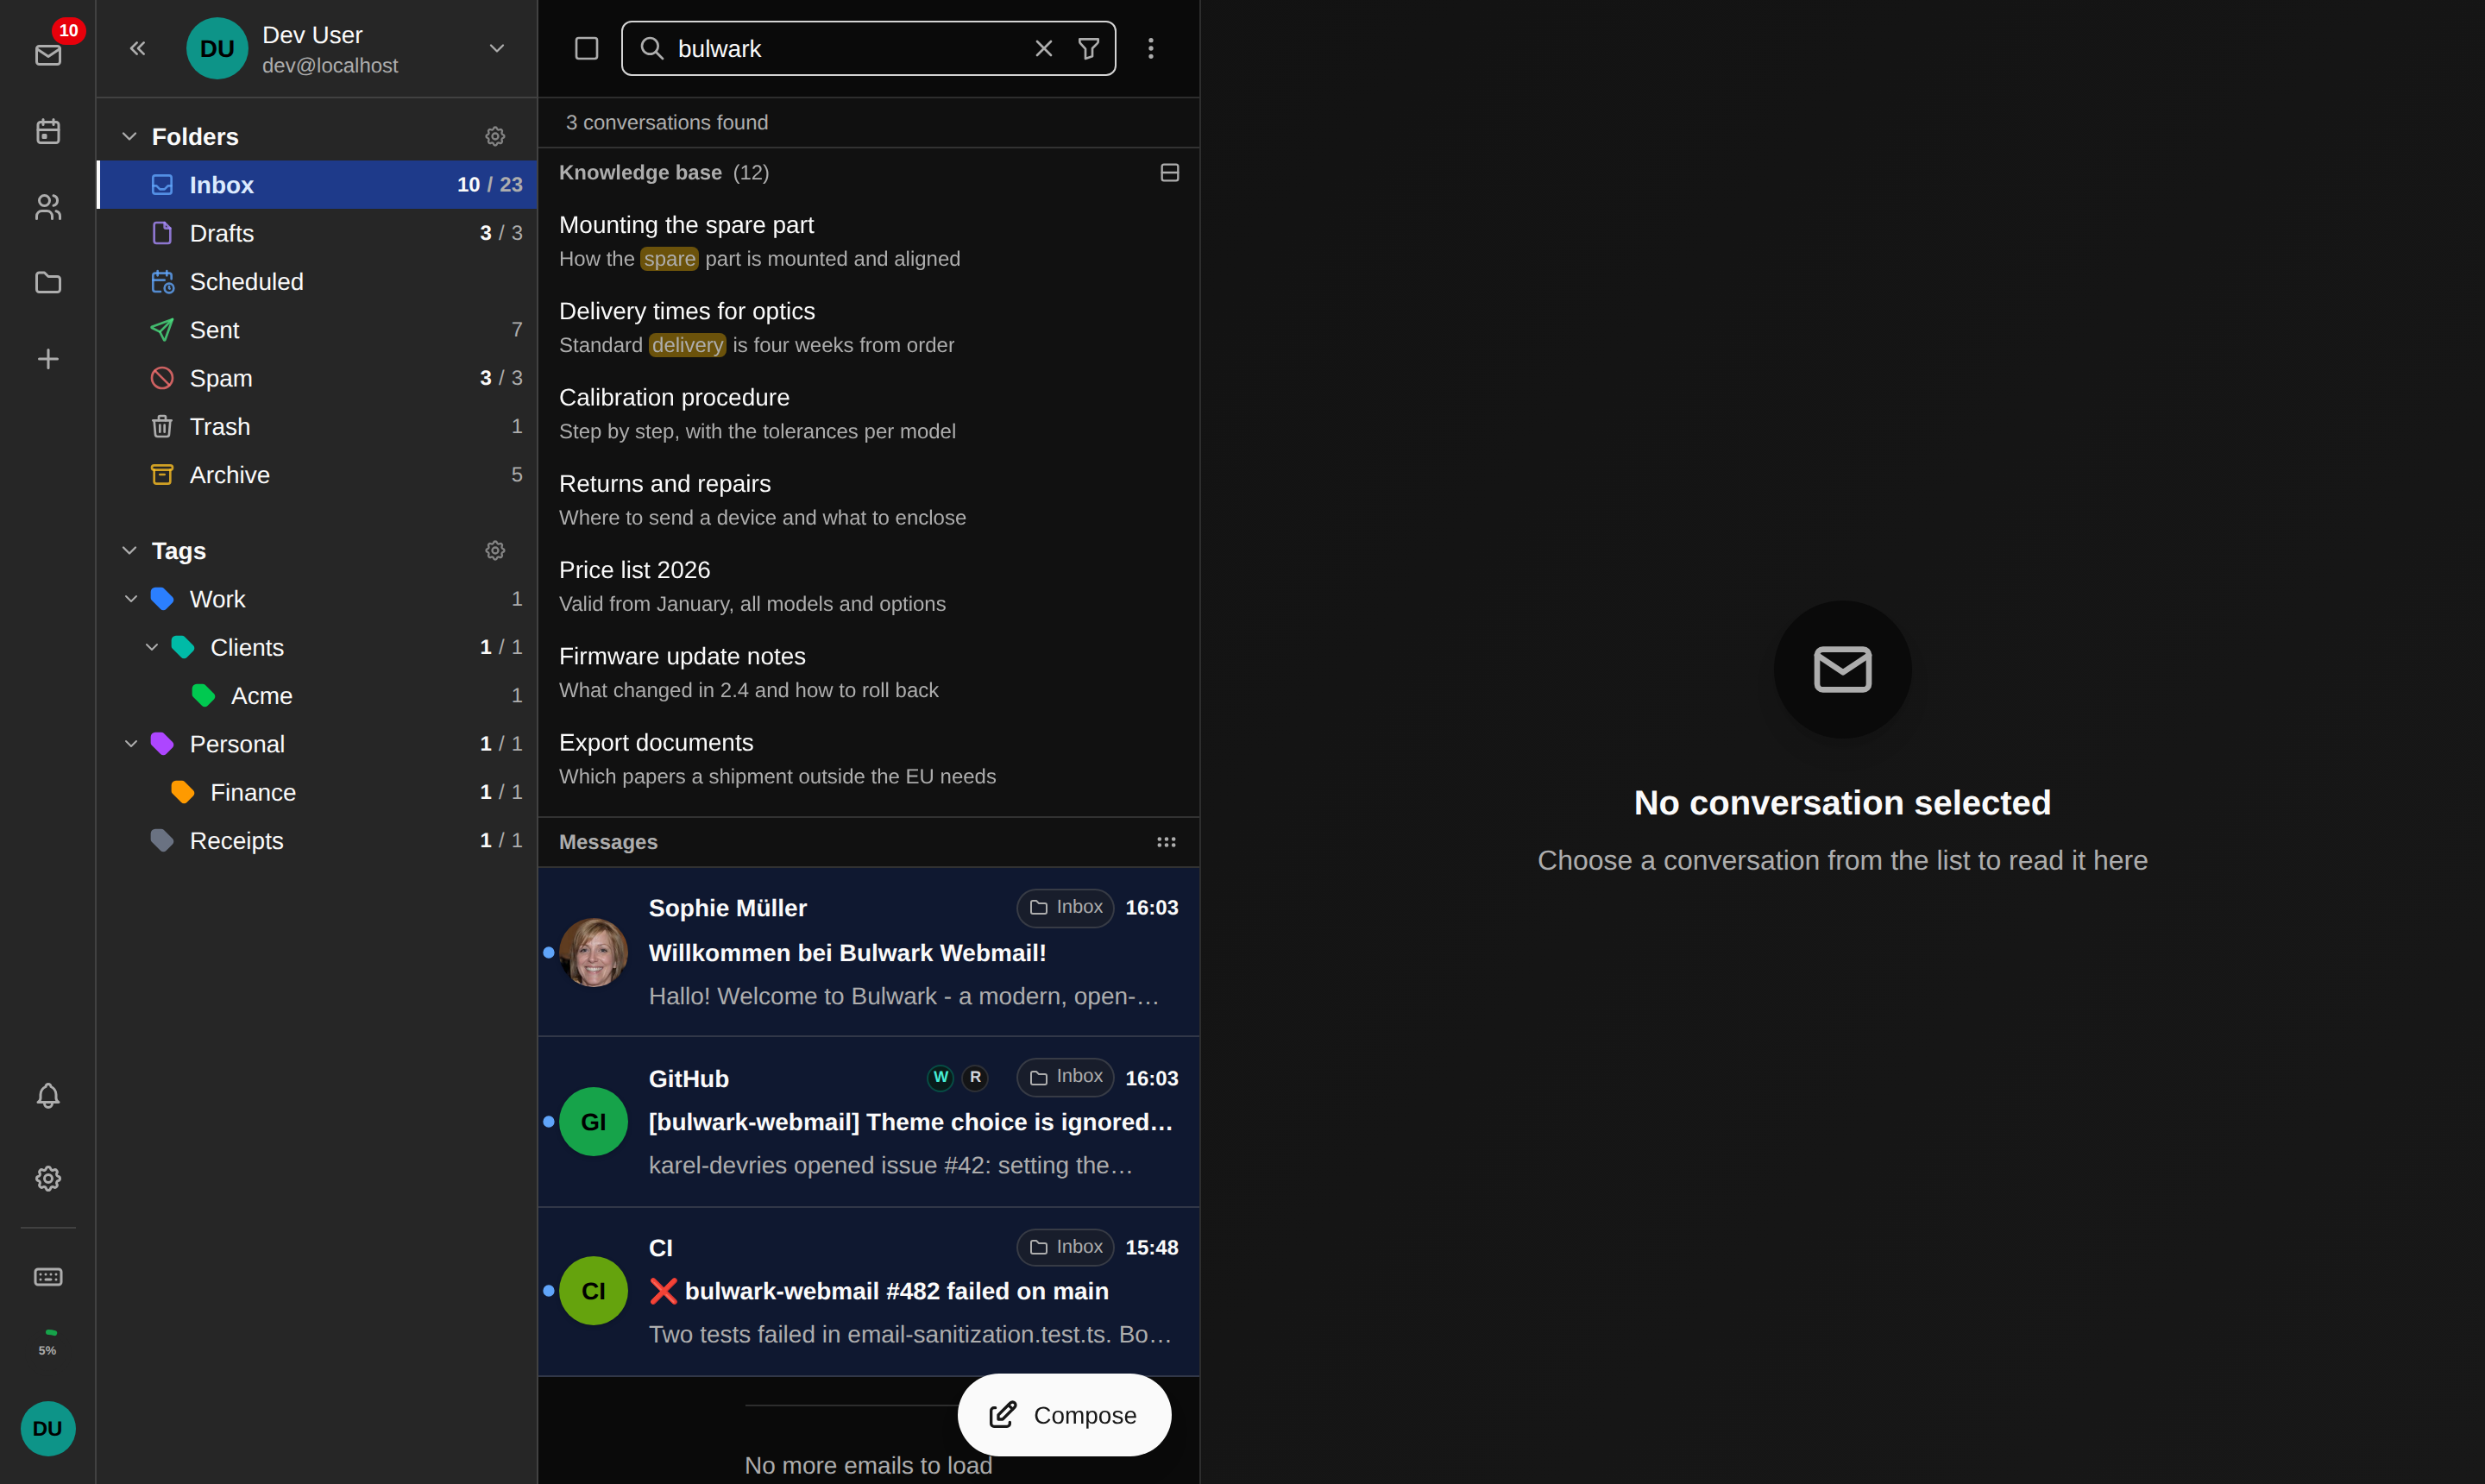 10
DU
Dev User
dev@localhost
Folders
Inbox 10 / 23
Drafts 3 / 3
Scheduled
Sent 7
Spam 3 / 3
Trash 1
Archive 5
Tags
Work 1
Clients 1 / 1
Acme 1
Personal 1 / 1
Finance 1 / 1
Receipts 1 / 1
5%
DU
bulwark
3 conversations found
Knowledge base (12)
Mounting the spare part
How the spare part is mounted and aligned
Delivery times for optics
Standard delivery is four weeks from order
Calibration procedure
Step by step, with the tolerances per model
Returns and repairs
Where to send a device and what to enclose
Price list 2026
Valid from January, all models and options
Firmware update notes
What changed in 2.4 and how to roll back
Export documents
Which papers a shipment outside the EU needs
Messages
Sophie Müller Inbox 16:03
Willkommen bei Bulwark Webmail!
Hallo! Welcome to Bulwark - a modern, open-…
GI
GitHub W R Inbox 16:03
[bulwark-webmail] Theme choice is ignored…
karel-devries opened issue #42: setting the…
CI
CI Inbox 15:48
❌ bulwark-webmail #482 failed on main
Two tests failed in email-sanitization.test.ts. Bo…
Compose
No more emails to load
No conversation selected
Choose a conversation from the list to read it here